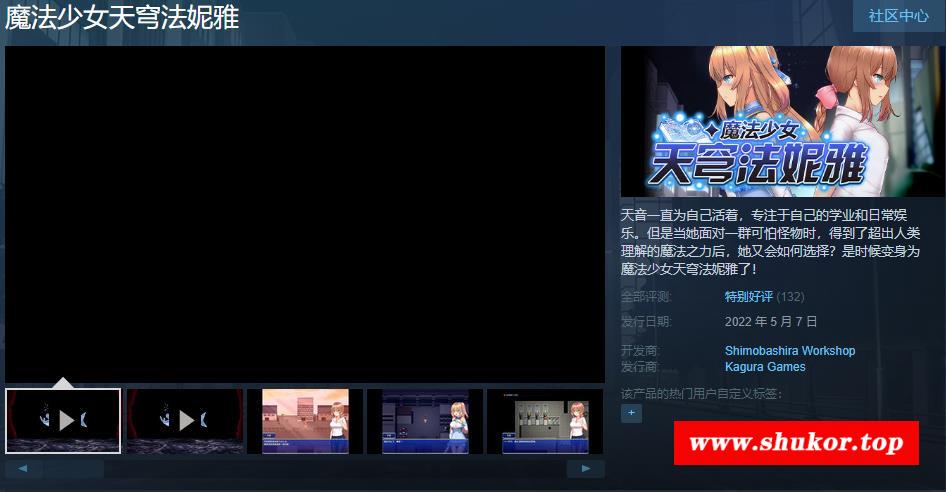 魔法少女天穹法妮雅
社区中心
魔法少女
天穹法妮雅
天音一直为自己活着，专注于自己的学业和日常娱
乐。但是当她面对一群可怕怪物时，得到了超出人类
理解的魔法之力后，她又会如何选择？是时候变身为
魔法少女天穹法妮雅了！
全部评测: 特别好评 (132)
发行日期: 2022 年 5 月 7 日
开发商: Shimobashira Workshop
发行商: Kagura Games
该产品的热门用户自定义标签:
+
www.shukor.top